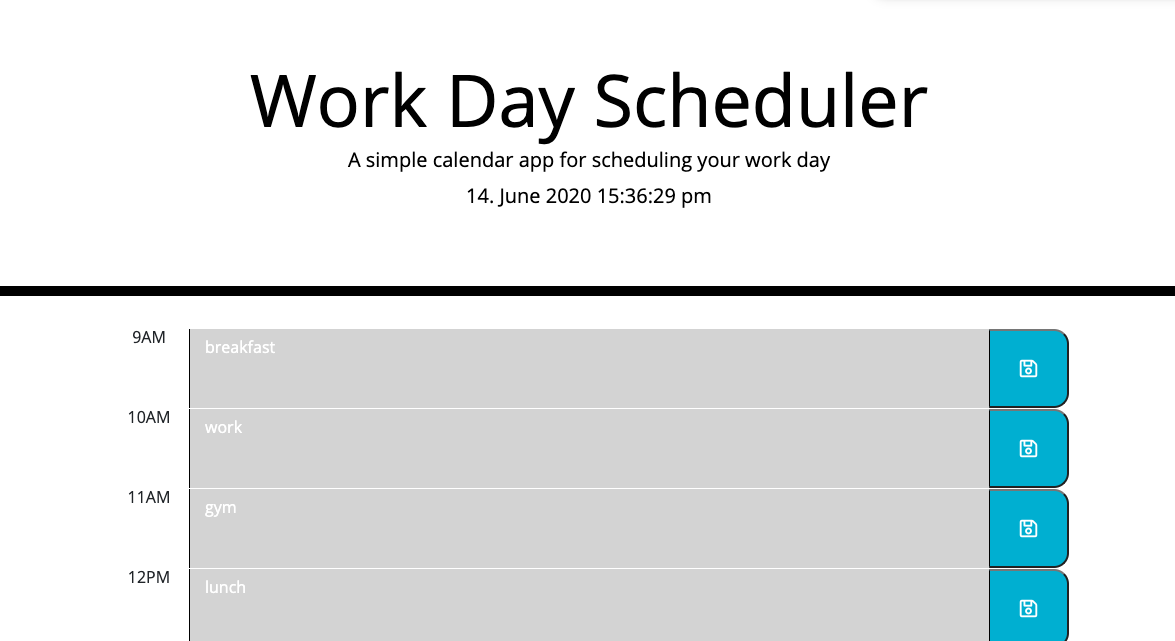 Work Day Scheduler
A simple calendar app for scheduling your work day
14. June 2020 15:36:29 pm
9AM
breakfast
10AM
work
11AM
gym
12PM
lunch